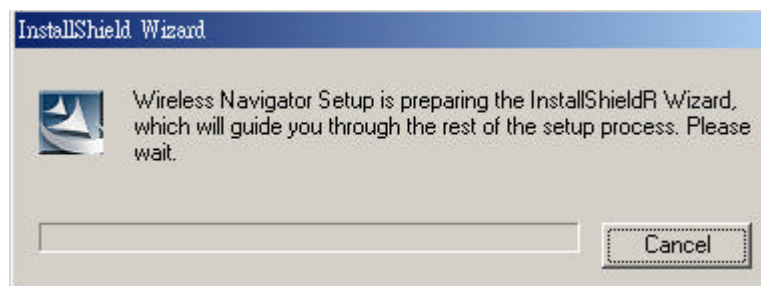 InstallShield Wizard
Wireless Navigator Setup is preparing the InstallShieldR Wizard,
which will guide you through the rest of the setup process. Please
wait.
Cancel